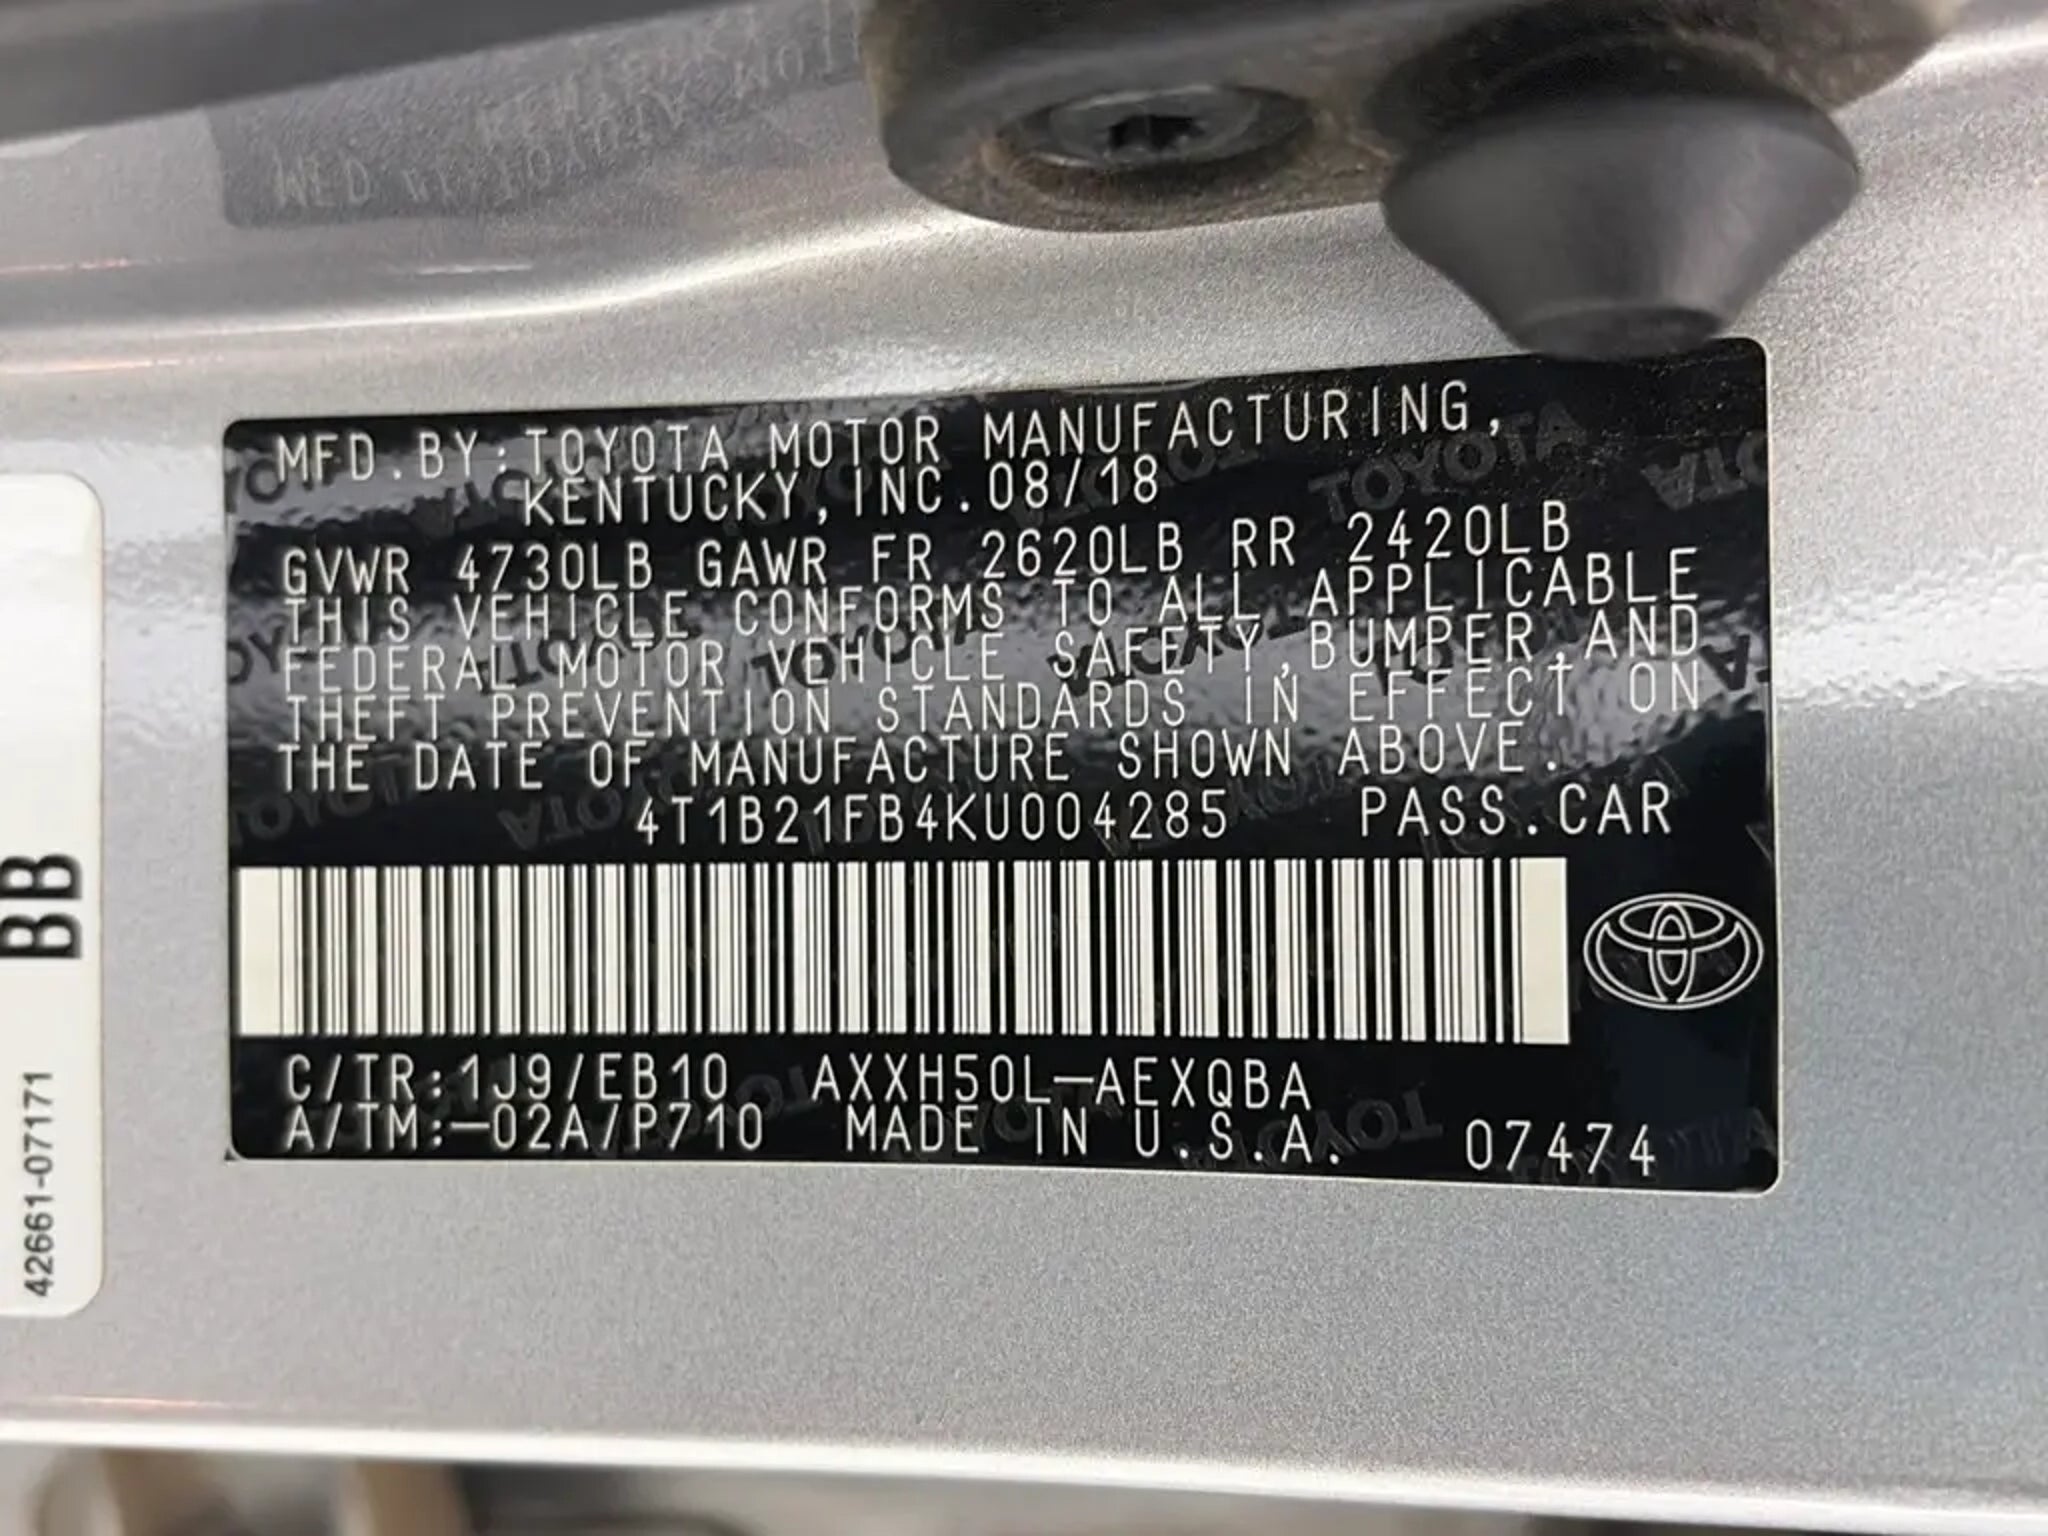 MFD.BY:TOYOTA MOTOR MANUFACTURING,
KENTUCKY,INC.08/18
GVWR 4730LB GAWR FR 2620LB RR 2420LB
THIS VEHICLE CONFORMS TO ALL APPLICABLE
FEDERAL MOTOR VEHICLE SAFETY,BUMPER,AND
THEFT PREVENTION STANDARDS IN EFFECT ON
THE DATE OF MANUFACTURE SHOWN ABOVE.
4T1B21FB4KU004285 PASS.CAR
C/TR:1J9/EB10 AXXH50L-AEXQBA
A/TM:-02A/P710 MADE IN U.S.A. 07474
BB
42661-07171